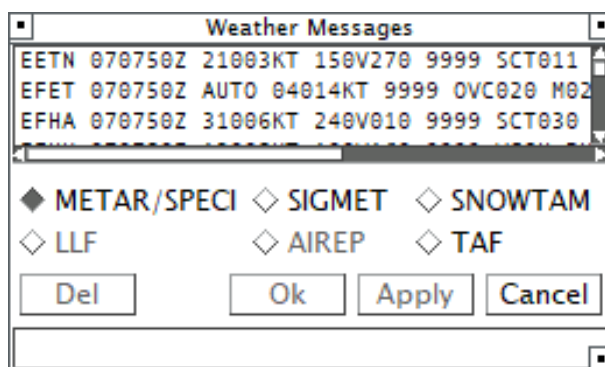 Weather Messages
EETN 070750Z 21003KT 150V270 9999 SCT011
EFET 070750Z AUTO 04014KT 9999 OVC020 M02
EFHA 070750Z 31006KT 240V010 9999 SCT030
METAR/SPECI SIGMET SNOWTAM
LLF AIREP TAF
Del Ok Apply Cancel